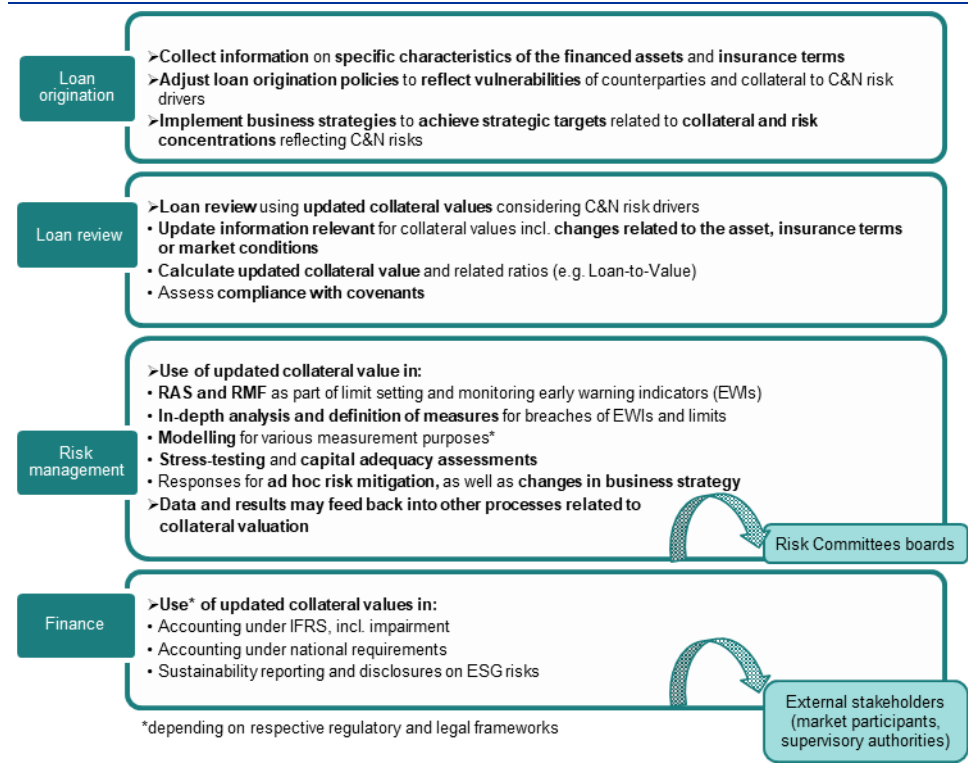 Loan
origination
➢Collect information on specific characteristics of the financed assets and insurance terms
➢Adjust loan origination policies to reflect vulnerabilities of counterparties and collateral to C&N risk
drivers
➢Implement business strategies to achieve strategic targets related to collateral and risk
concentrations reflecting C&N risks
Loan review
➢Loan review using updated collateral values considering C&N risk drivers
• Update information relevant for collateral values incl. changes related to the asset, insurance terms
or market conditions
• Calculate updated collateral value and related ratios (e.g. Loan-to-Value)
• Assess compliance with covenants
Risk
management
➢Use of updated collateral value in:
• RAS and RMF as part of limit setting and monitoring early warning indicators (EWIs)
• In-depth analysis and definition of measures for breaches of EWIs and limits
• Modelling for various measurement purposes*
• Stress-testing and capital adequacy assessments
• Responses for ad hoc risk mitigation, as well as changes in business strategy
➢Data and results may feed back into other processes related to
collateral valuation
Risk Committees boards
Finance
➢Use* of updated collateral values in:
• Accounting under IFRS, incl. impairment
• Accounting under national requirements
• Sustainability reporting and disclosures on ESG risks
External stakeholders
(market participants,
supervisory authorities)
*depending on respective regulatory and legal frameworks